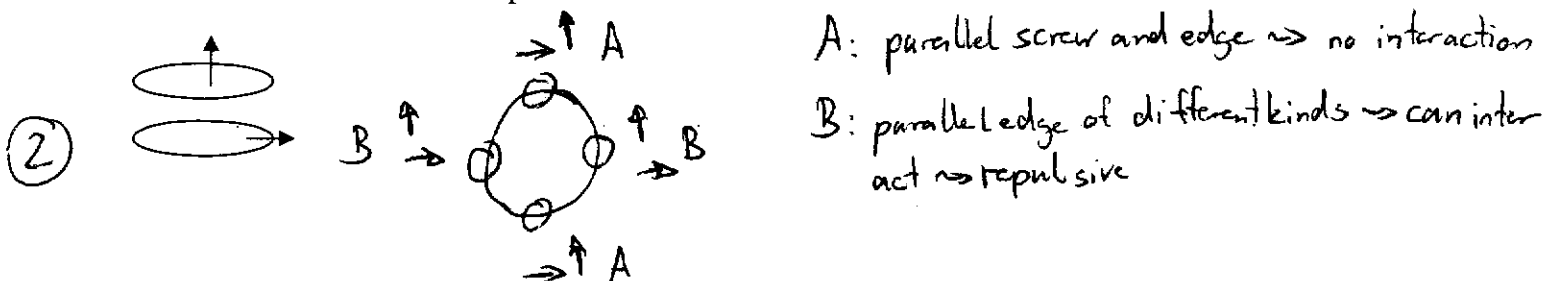 A
A: parallel screw and edge ⇝ no interaction
2
B
B
B: parallel edge of different kinds ⇝ can inter
act ⇝ repulsive
A